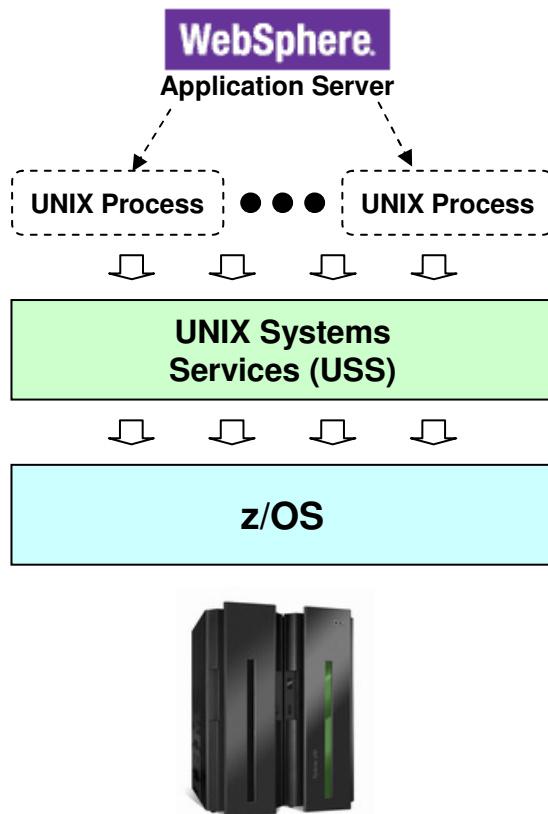 WebSphere.
Application Server
UNIX Process
UNIX Process
UNIX Systems
Services (USS)
z/OS